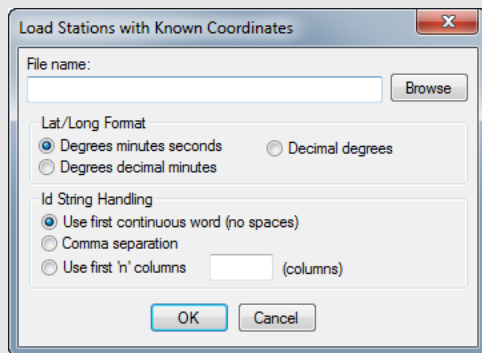 Load Stations with Known Coordinates
File name:
Browse
Lat/Long Format
Degrees minutes seconds
Decimal degrees
Degrees decimal minutes
Id String Handling
Use first continuous word (no spaces)
Comma separation
Use first 'n' columns (columns)
OK Cancel